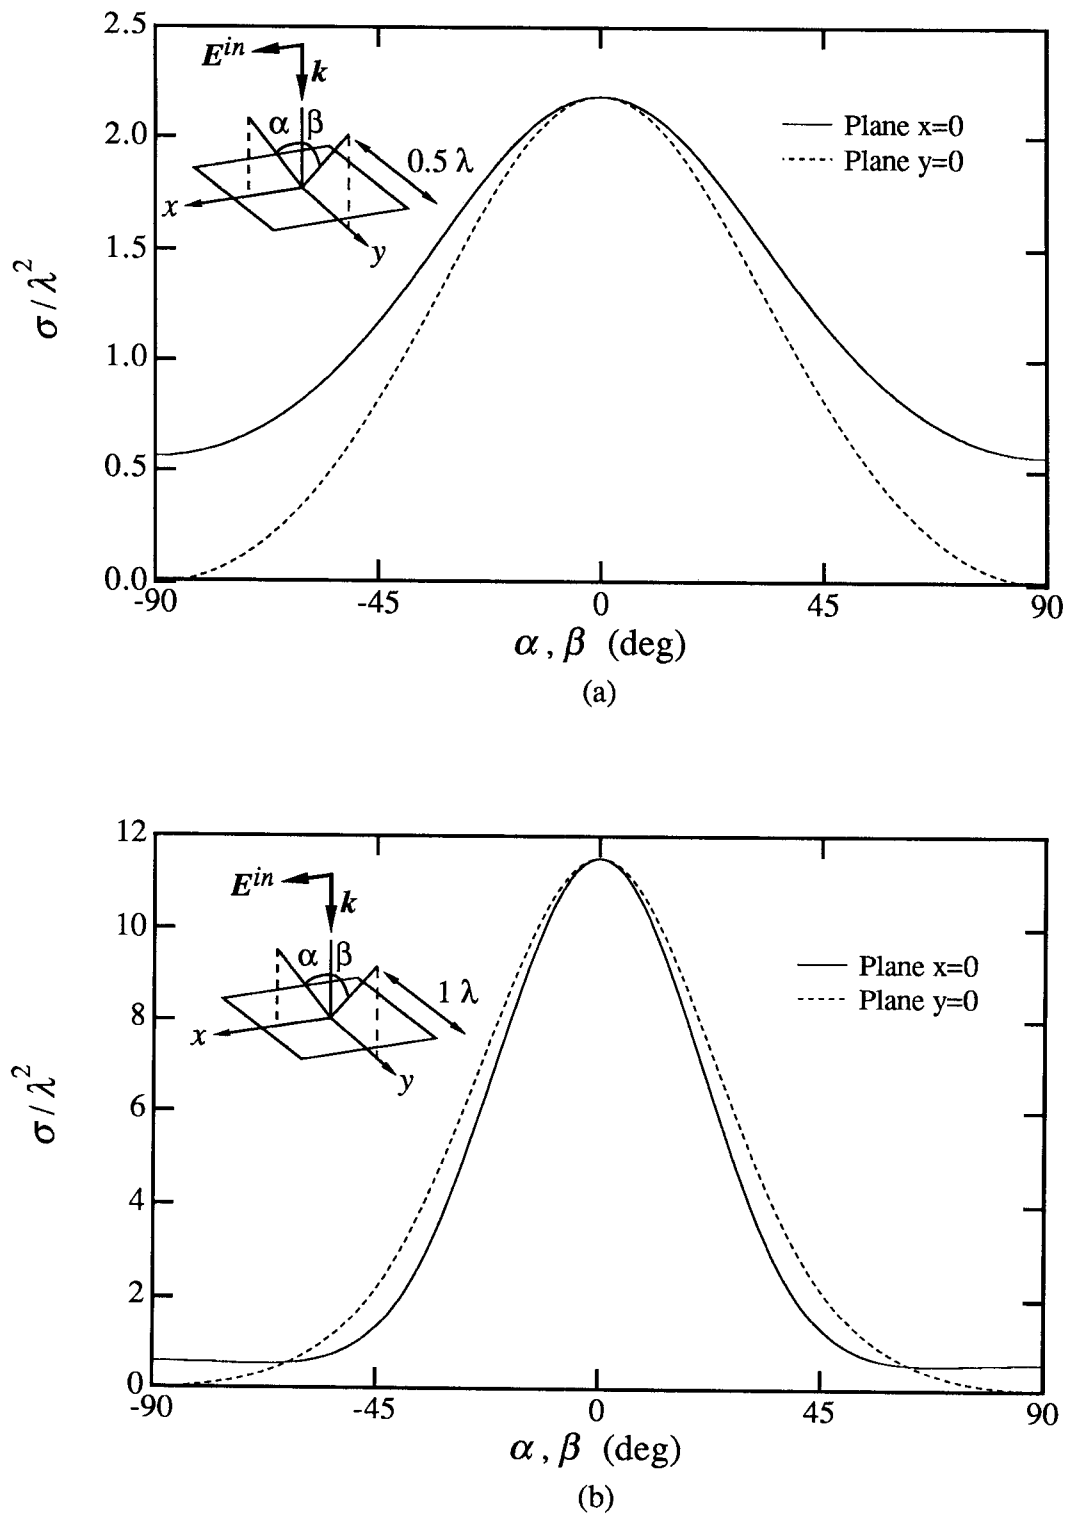 2.5
2.0
1.5
1.0
0.5
0.0
σ / λ²
E^in
k
α β
0.5 λ
x
y
Plane x=0
Plane y=0
-90 -45 0 45 90
α , β (deg)
(a)
12
10
8
6
4
2
0
σ / λ²
E^in
k
α β
1 λ
x
y
Plane x=0
Plane y=0
-90 -45 0 45 90
α , β (deg)
(b)